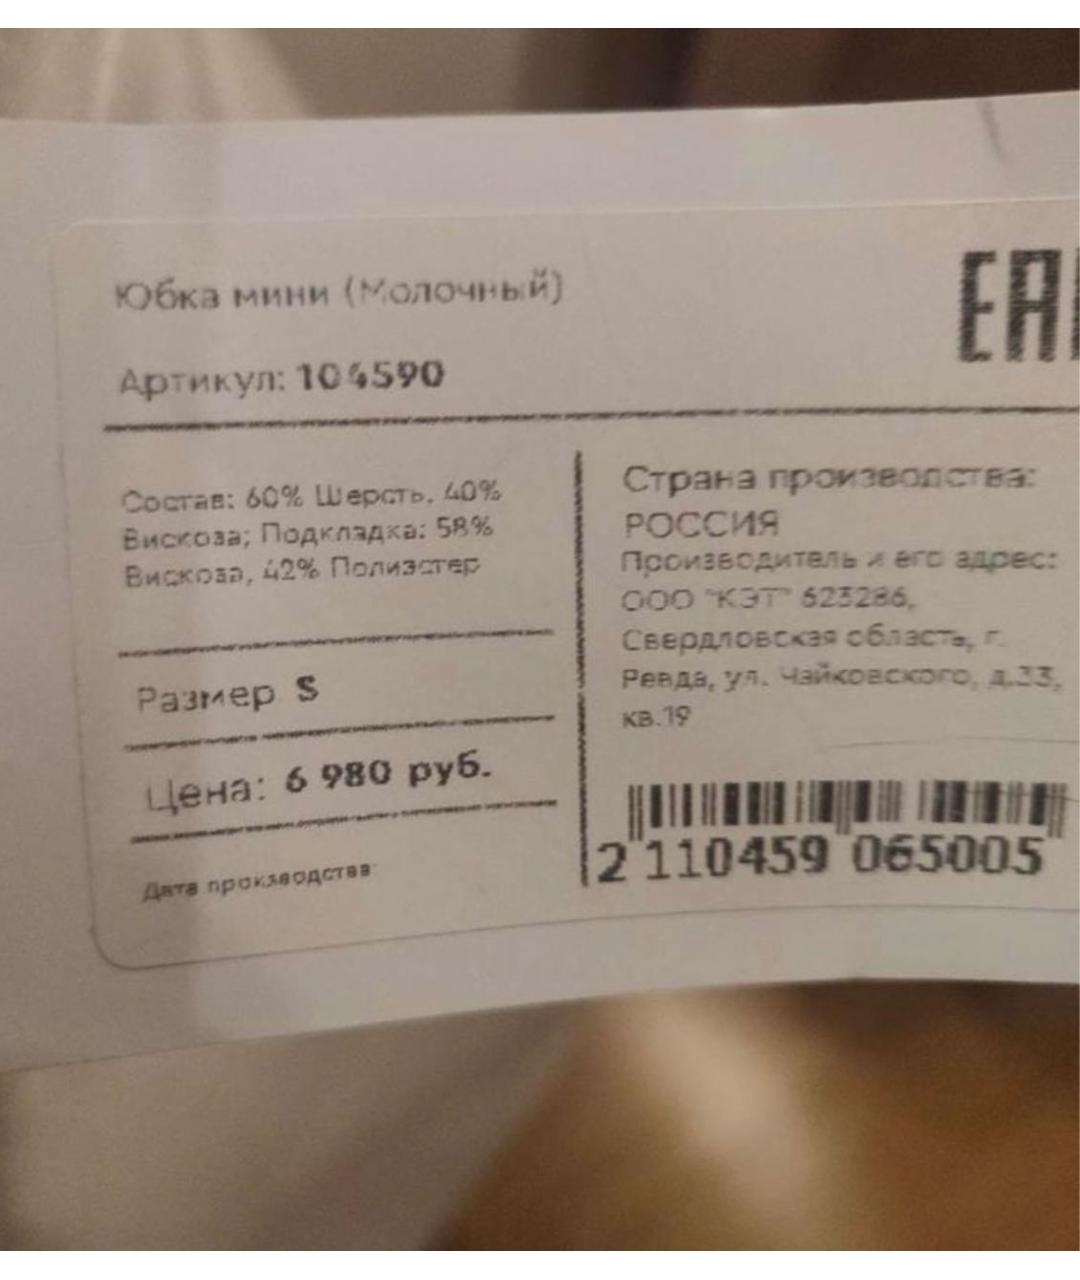 Юбка мини (Молочный)
Артикул: 104590
EAC
Состав: 60% Шерсть, 40%
Вискоза; Подкладка: 58%
Вискоза, 42% Полиэстер
Размер S
Цена: 6 980 руб.
Дата производства:
Страна производства:
РОССИЯ
Производитель и его адрес:
ООО "КЭТ" 623286,
Свердловская область, г.
Ревда, ул. Чайковского, д.33,
кв.19
2 110459 065005